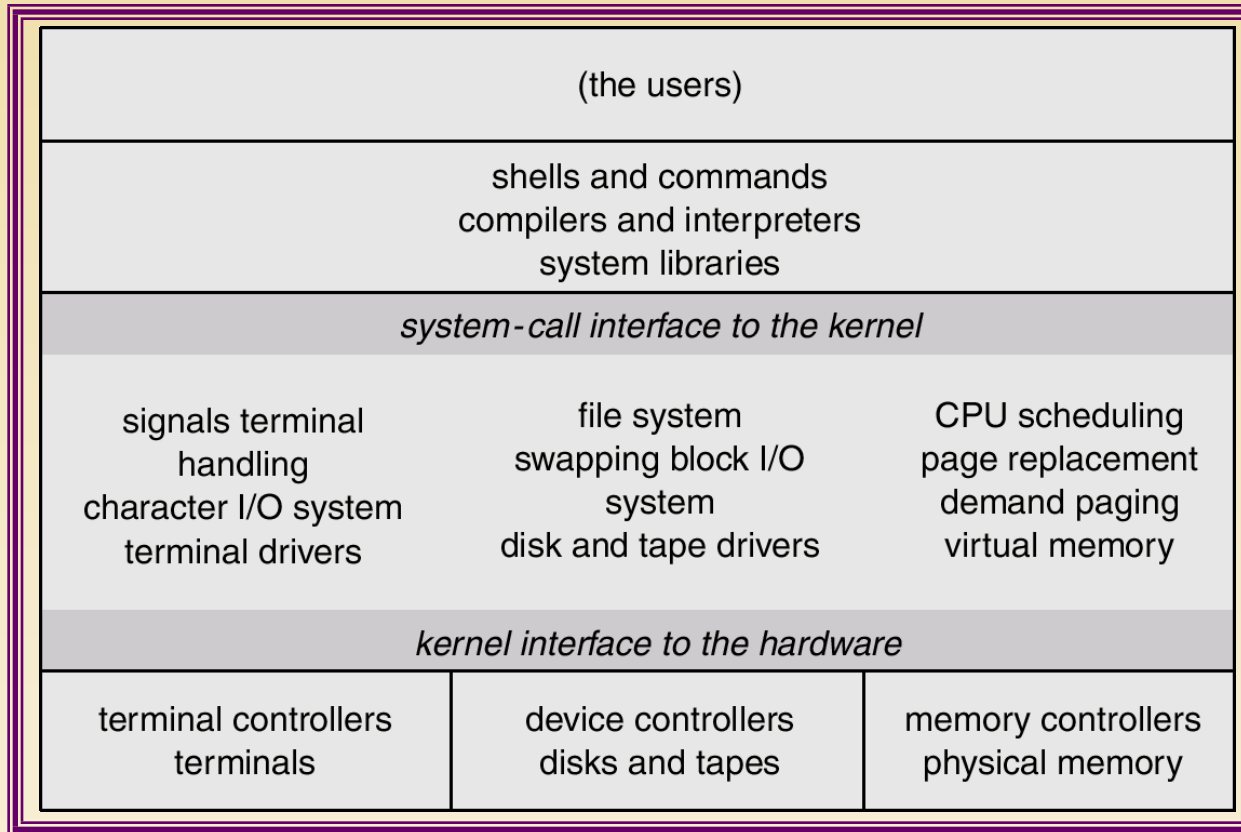 (the users)
shells and commands
compilers and interpreters
system libraries
system-call interface to the kernel
signals terminal
handling
character I/O system
terminal drivers
file system
swapping block I/O
system
disk and tape drivers
CPU scheduling
page replacement
demand paging
virtual memory
kernel interface to the hardware
terminal controllers
terminals
device controllers
disks and tapes
memory controllers
physical memory